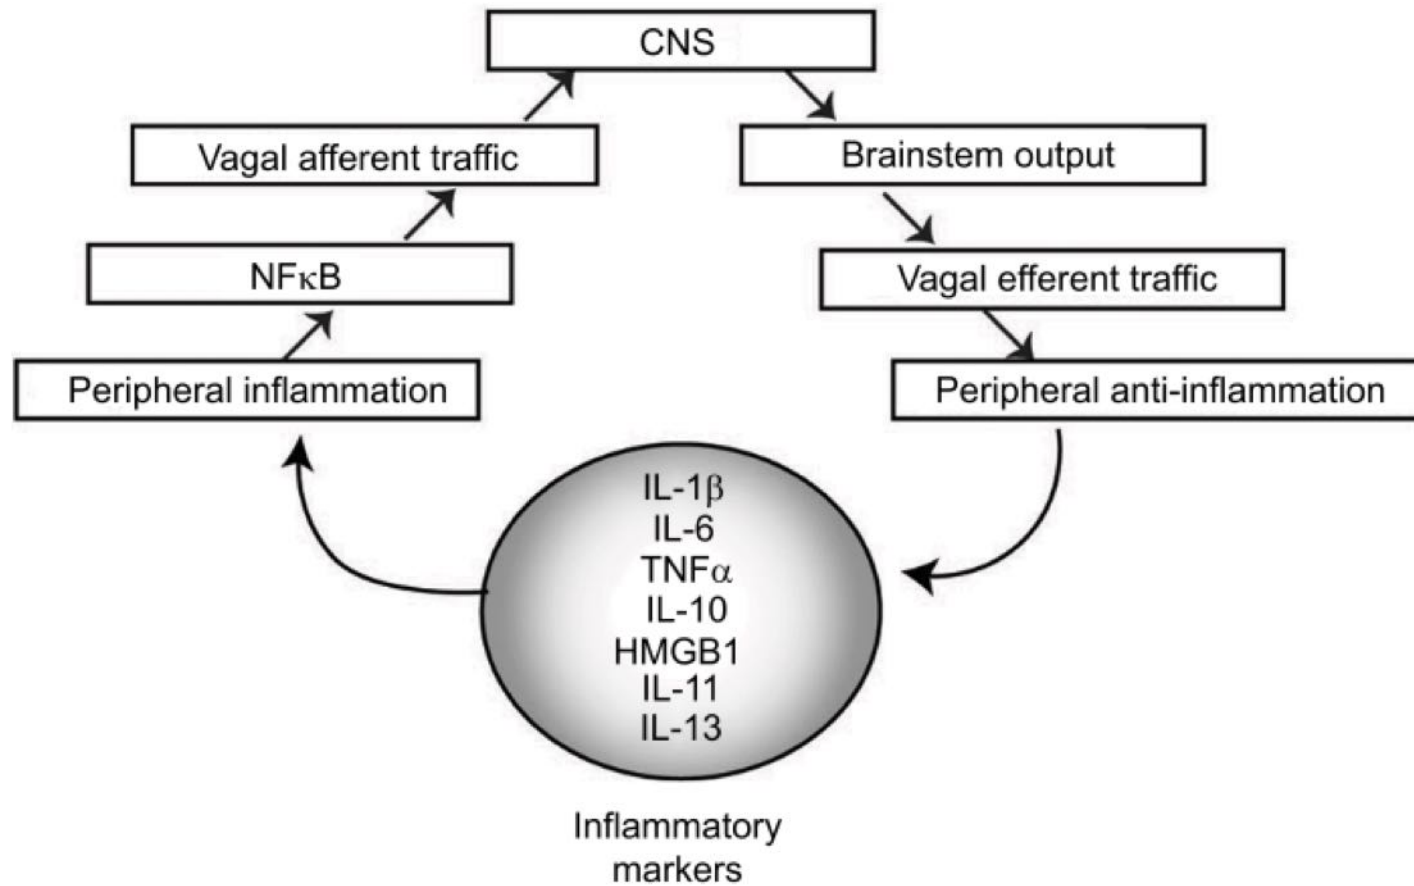 CNS
Vagal afferent traffic
Brainstem output
NFκB
Vagal efferent traffic
Peripheral inflammation
Peripheral anti-inflammation
IL-1β
IL-6
TNFα
IL-10
HMGB1
IL-11
IL-13
Inflammatory
markers